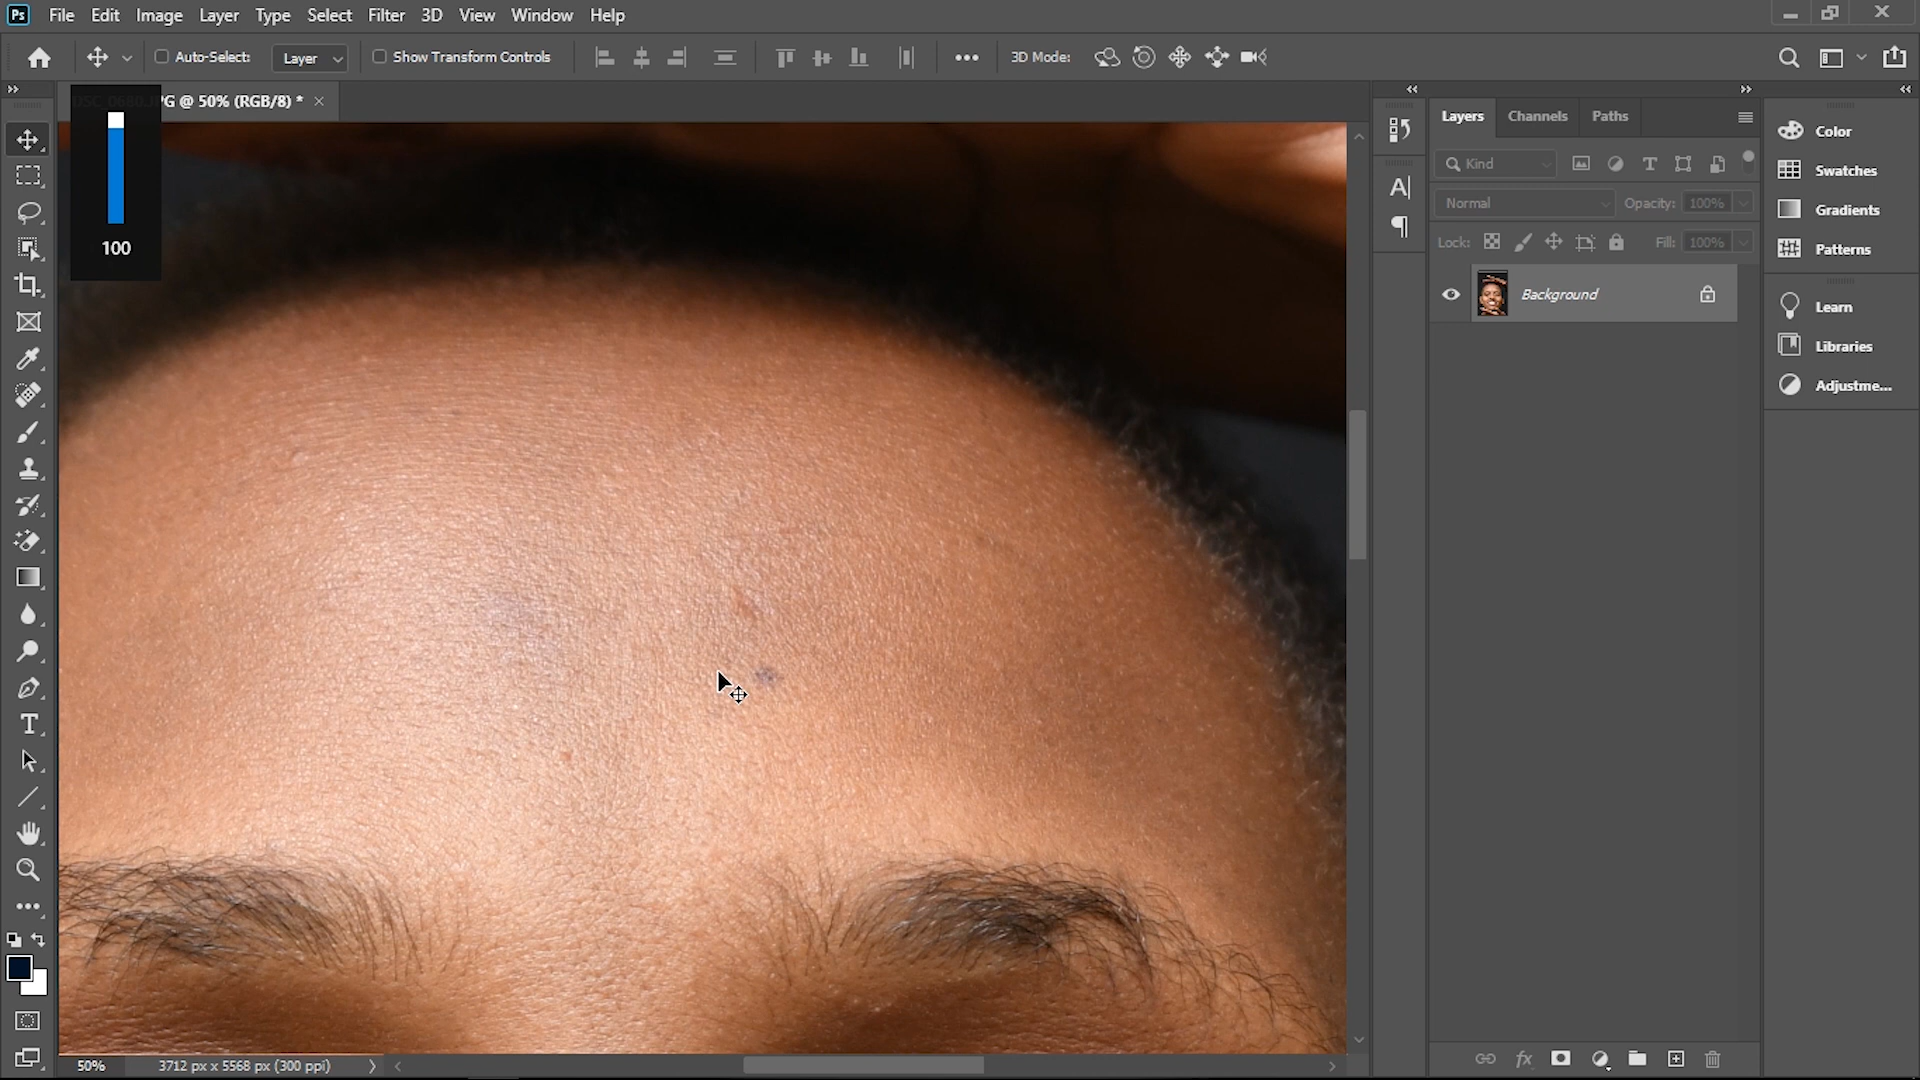 Ps File Edit Image Layer Type Select Filter 3D View Window Help
Auto-Select: Layer Show Transform Controls 3D Mode:
DSC_0680.JPG @ 50% (RGB/8) *
100
Layers Channels Paths
Kind
Normal Opacity: 100%
Lock: Fill: 100%
Background
Color
Swatches
Gradients
Patterns
Learn
Libraries
Adjustme...
50% 3712 px x 5568 px (300 ppi)